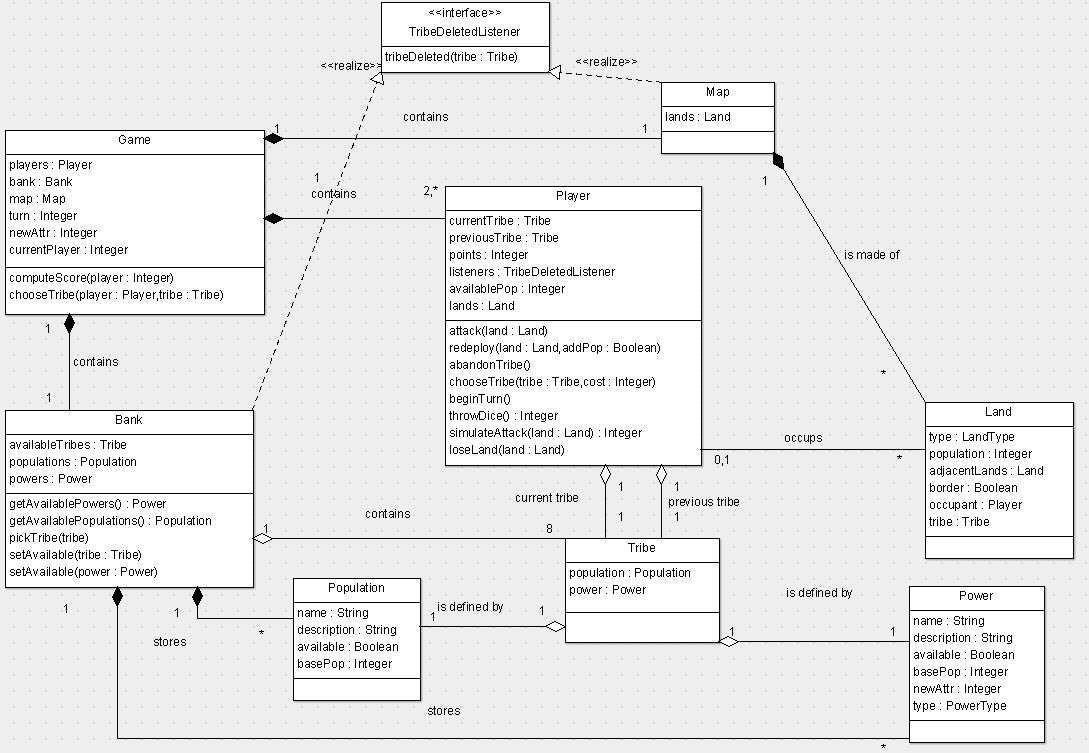 <<interface>>
TribeDeletedListener
tribeDeleted(tribe : Tribe)
<<realize>>
<<realize>>
Map
lands : Land
contains
1
1
Game
players : Player
bank : Bank
map : Map
turn : Integer
newAttr : Integer
currentPlayer : Integer
computeScore(player : Integer)
chooseTribe(player : Player,tribe : Tribe)
1
contains
2,*
Player
currentTribe : Tribe
previousTribe : Tribe
points : Integer
listeners : TribeDeletedListener
availablePop : Integer
lands : Land
attack(land : Land)
redeploy(land : Land,addPop : Boolean)
abandonTribe()
chooseTribe(tribe : Tribe,cost : Integer)
beginTurn()
throwDice() : Integer
simulateAttack(land : Land) : Integer
loseLand(land : Land)
1
is made of
*
1
contains
1
Bank
availableTribes : Tribe
populations : Population
powers : Power
getAvailablePowers() : Power
getAvailablePopulations() : Population
pickTribe(tribe)
setAvailable(tribe : Tribe)
setAvailable(power : Power)
Land
type : LandType
population : Integer
adjacentLands : Land
border : Boolean
occupant : Player
tribe : Tribe
occups
0,1
*
current tribe
1
1
1
previous tribe
1
contains
1
8
Tribe
population : Population
power : Power
Population
name : String
description : String
available : Boolean
basePop : Integer
1
is defined by
1
is defined by
1
1
Power
name : String
description : String
available : Boolean
basePop : Integer
newAttr : Integer
type : PowerType
1
1
*
stores
stores
*